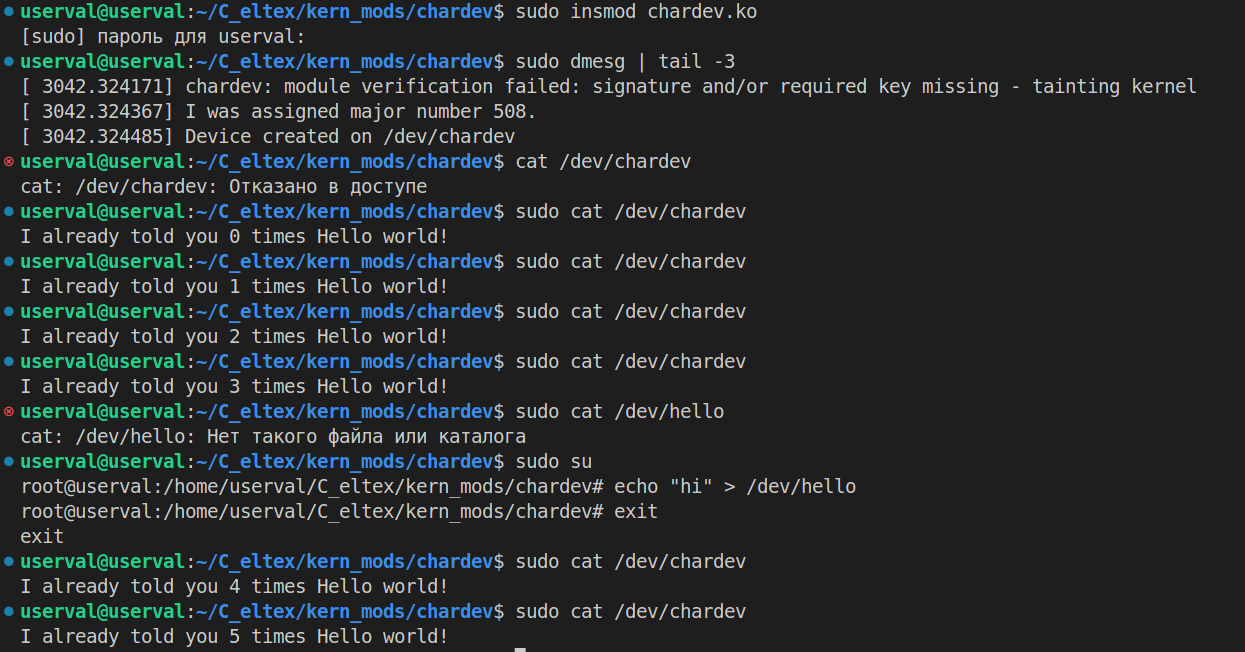 userval@userval:~/C_eltex/kern_mods/chardev$ sudo insmod chardev.ko
[sudo] пароль для userval:
userval@userval:~/C_eltex/kern_mods/chardev$ sudo dmesg | tail -3
[ 3042.324171] chardev: module verification failed: signature and/or required key missing - tainting kernel
[ 3042.324367] I was assigned major number 508.
[ 3042.324485] Device created on /dev/chardev
userval@userval:~/C_eltex/kern_mods/chardev$ cat /dev/chardev
cat: /dev/chardev: Отказано в доступе
userval@userval:~/C_eltex/kern_mods/chardev$ sudo cat /dev/chardev
I already told you 0 times Hello world!
userval@userval:~/C_eltex/kern_mods/chardev$ sudo cat /dev/chardev
I already told you 1 times Hello world!
userval@userval:~/C_eltex/kern_mods/chardev$ sudo cat /dev/chardev
I already told you 2 times Hello world!
userval@userval:~/C_eltex/kern_mods/chardev$ sudo cat /dev/chardev
I already told you 3 times Hello world!
userval@userval:~/C_eltex/kern_mods/chardev$ sudo cat /dev/hello
cat: /dev/hello: Нет такого файла или каталога
userval@userval:~/C_eltex/kern_mods/chardev$ sudo su
root@userval:/home/userval/C_eltex/kern_mods/chardev# echo "hi" > /dev/hello
root@userval:/home/userval/C_eltex/kern_mods/chardev# exit
exit
userval@userval:~/C_eltex/kern_mods/chardev$ sudo cat /dev/chardev
I already told you 4 times Hello world!
userval@userval:~/C_eltex/kern_mods/chardev$ sudo cat /dev/chardev
I already told you 5 times Hello world!